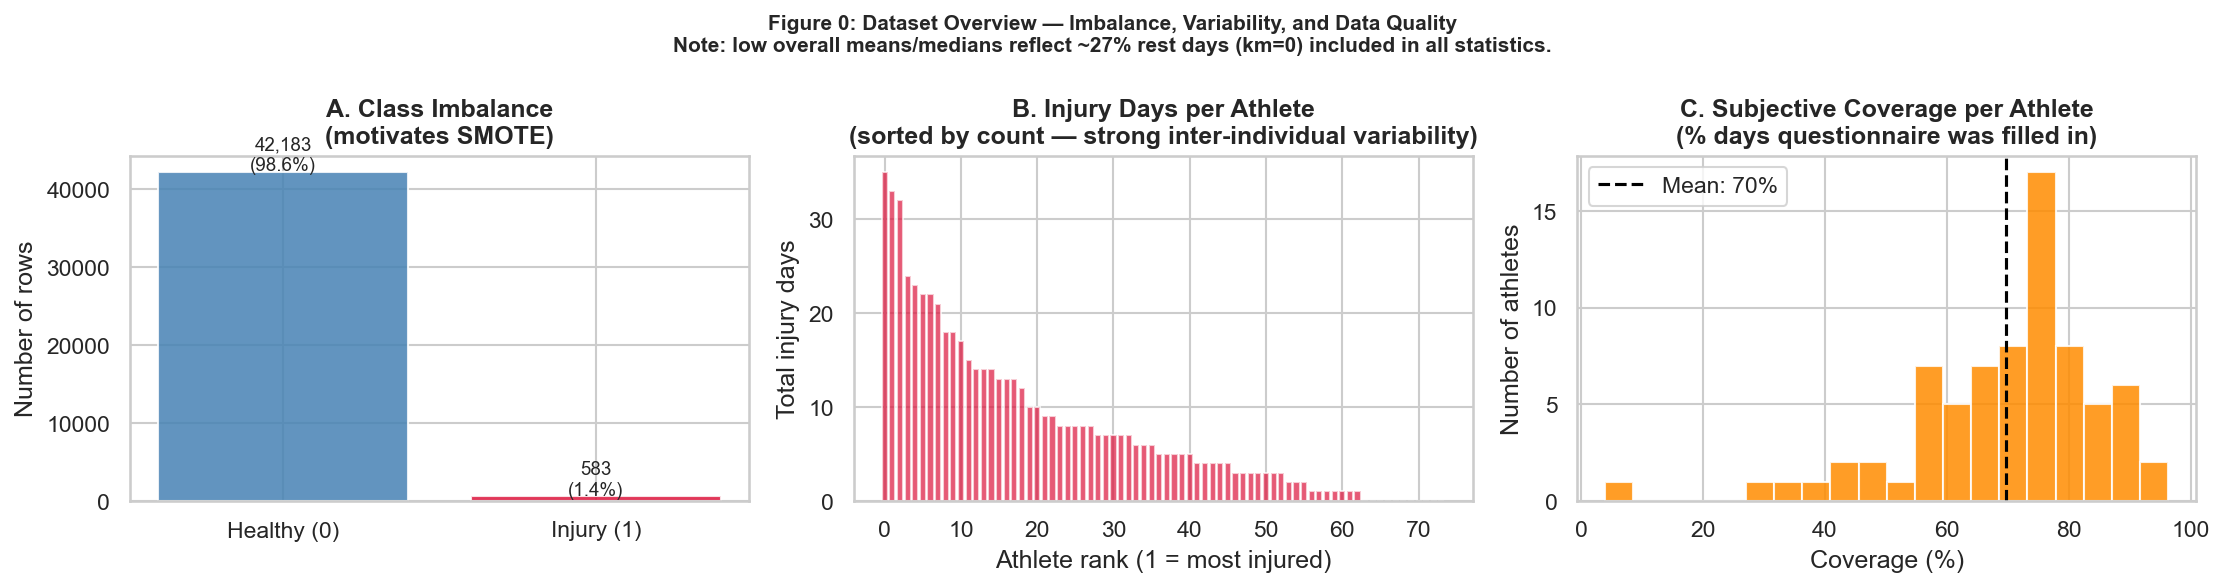 Figure 0: Dataset Overview — Imbalance, Variability, and Data Quality
Note: low overall means/medians reflect ~27% rest days (km=0) included in all statistics.
A. Class Imbalance
(motivates SMOTE)
42,183
(98.6%)
583
(1.4%)
Number of rows
40000
30000
20000
10000
0
Healthy (0)
Injury (1)
B. Injury Days per Athlete
(sorted by count — strong inter-individual variability)
Total injury days
30
20
10
0
0 10 20 30 40 50 60 70
Athlete rank (1 = most injured)
C. Subjective Coverage per Athlete
(% days questionnaire was filled in)
Mean: 70%
Number of athletes
15
10
5
0
0 20 40 60 80 100
Coverage (%)